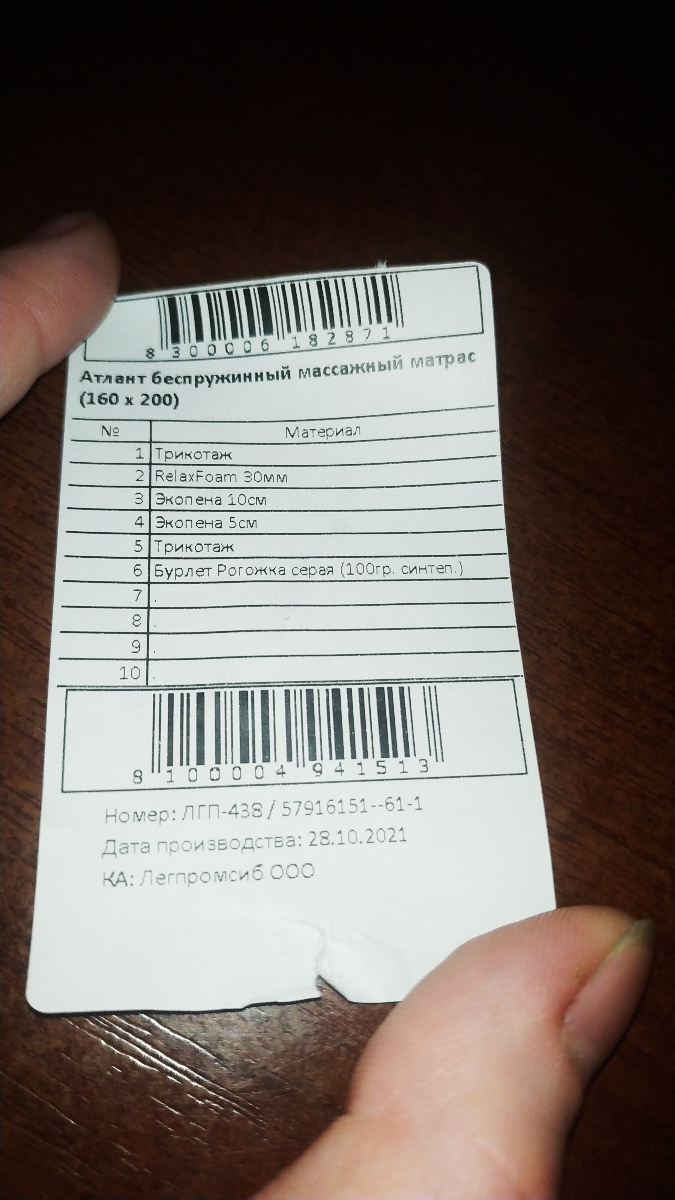 8 300006 182871
Атлант беспружинный массажный матрас
(160 x 200)
№ Материал
1 Трикотаж
2 RelaxFoam 30мм
3 Экопена 10см
4 Экопена 5см
5 Трикотаж
6 Бурлет Рогожка серая (100гр. синтеп.)
7 .
8 .
9 .
10 .
8 100004 941513
Номер: ЛГП-438 / 57916151--61-1
Дата производства: 28.10.2021
КА: Легпромсиб ООО